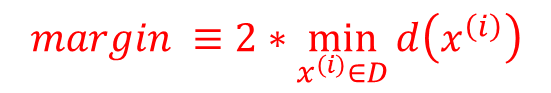 margin ≡ 2 * min d(x⁽ⁱ⁾)
x⁽ⁱ⁾∈D